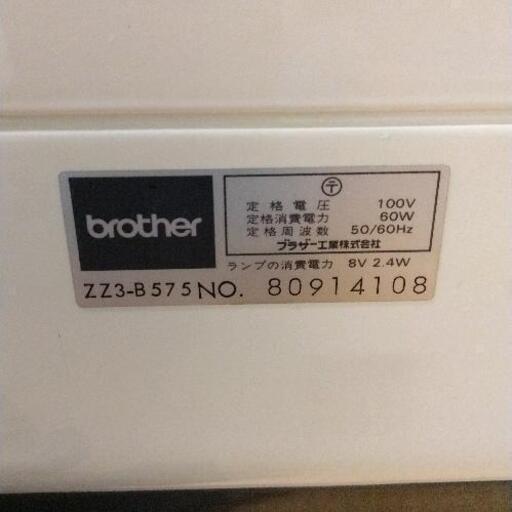 brother
〒
定格電圧 100V
定格消費電力 60W
定格周波数 50/60Hz
ブラザー工業株式会社
ランプの消費電力 8V 2.4W
ZZ3-B575 NO. 80914108